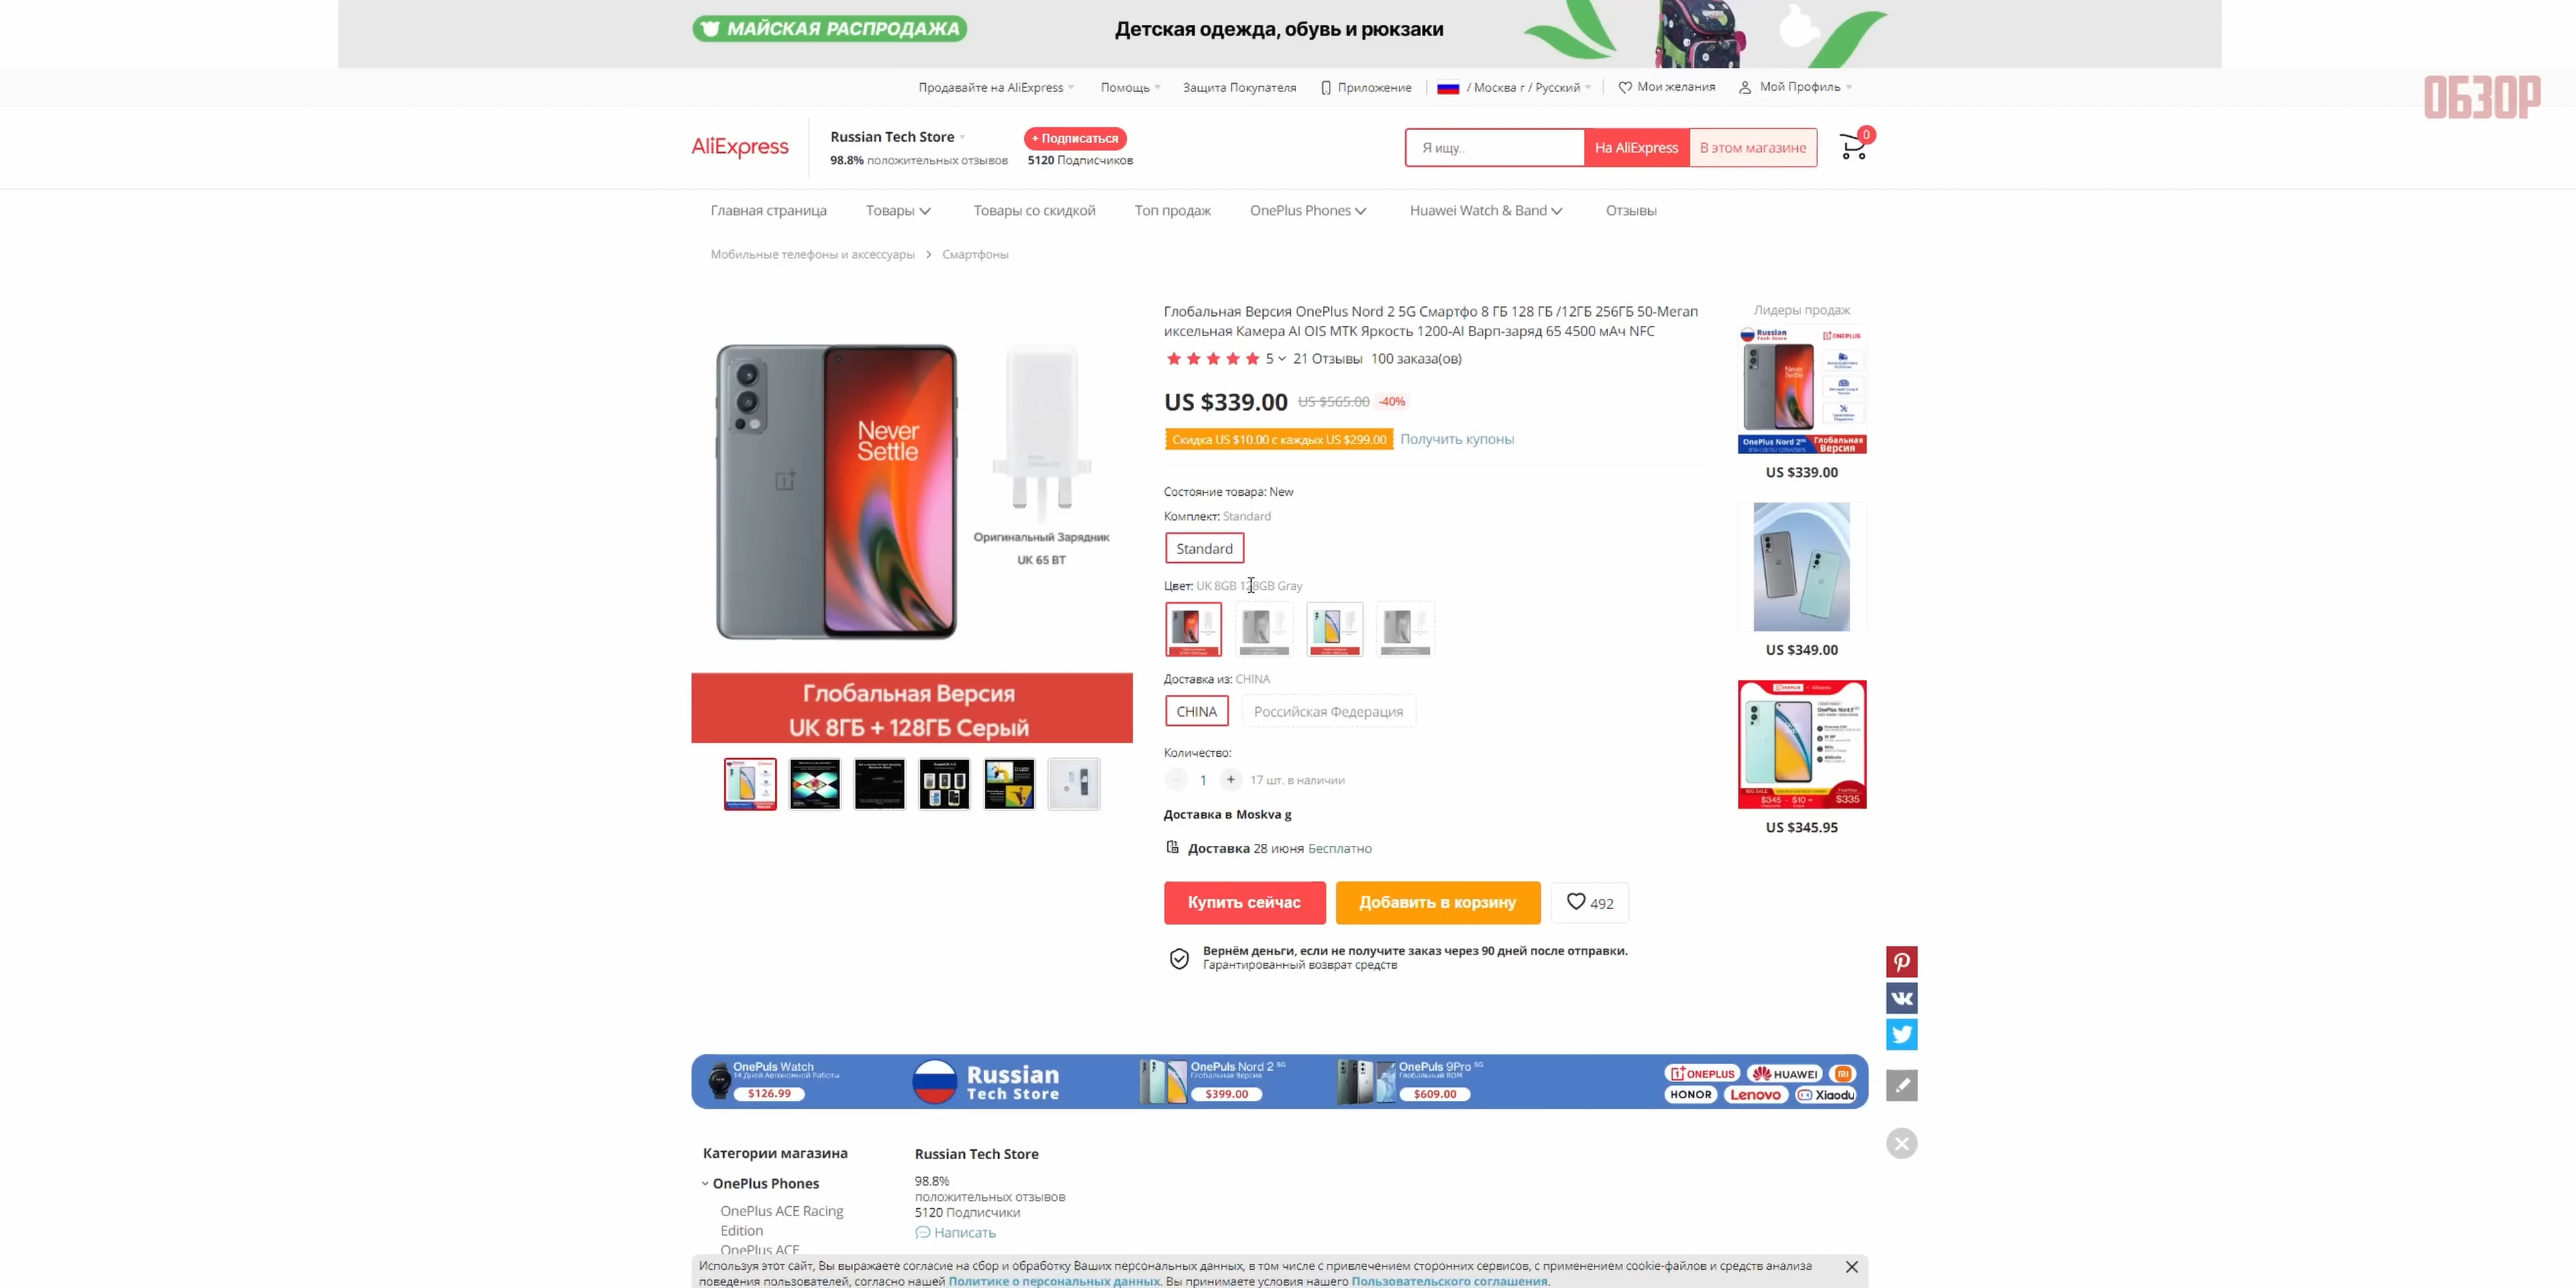 МАЙСКАЯ РАСПРОДАЖА
Детская одежда, обувь и рюкзаки
Продавайте на AliExpress
Помощь
Защита Покупателя
Приложение
/ Москва г / Русский
Мои желания
Мой Профиль
ОБЗОР
AliExpress
Russian Tech Store
+ Подписаться
98.8% положительных отзывов
5120 Подписчиков
Я ищу..
На AliExpress
В этом магазине
0
Главная страница
Товары
Товары со скидкой
Топ продаж
OnePlus Phones
Huawei Watch & Band
Отзывы
Мобильные телефоны и аксессуары > Смартфоны
Never
Settle
Оригинальный Зарядник
UK 65 ВТ
Глобальная Версия
UK 8ГБ + 128ГБ Серый
Глобальная Версия OnePlus Nord 2 5G Смартфо 8 ГБ 128 ГБ /12ГБ 256ГБ 50-Мегап
иксельная Камера AI OIS MTK Яркость 1200-AI Варп-заряд 65 4500 мАч NFC
5
21 Отзывы
100 заказа(ов)
US $339.00
US $565.00
-40%
Скидка US $10.00 с каждых US $299.00
Получить купоны
Состояние товара: New
Комплект: Standard
Standard
Цвет: UK 8GB 128GB Gray
Доставка из: CHINA
CHINA
Российская Федерация
Количество:
1
+
17 шт. в наличии
Доставка в Moskva g
Доставка 28 июня Бесплатно
Купить сейчас
Добавить в корзину
492
Вернём деньги, если не получите заказ через 90 дней после отправки.
Гарантированный возврат средств
Лидеры продаж
Russian
Tech Store
ONEPLUS
Never
Settle
OnePlus Nord 2 5G
Глобальная
Версия
US $339.00
US $349.00
OnePlus Nord 2
$345 - $10 =
$335
US $345.95
OnePuls Watch
14 Дней Автономной Работы
$126.99
Russian
Tech Store
OnePuls Nord 2 5G
Глобальная Версия
$399.00
OnePuls 9Pro 5G
Глобальный ROM
$609.00
ONEPLUS
HUAWEI
HONOR
Lenovo
Xiaodu
Категории магазина
OnePlus Phones
OnePlus ACE Racing
Edition
OnePlus ACE
Russian Tech Store
98.8%
положительных отзывов
5120 Подписчики
Написать
Используя этот сайт, Вы выражаете согласие на сбор и обработку Ваших персональных данных, в том числе с привлечением сторонних сервисов, с применением cookie-файлов и средств анализа
поведения пользователей, согласно нашей Политике о персональных данных. Вы принимаете условия нашего Пользовательского соглашения.